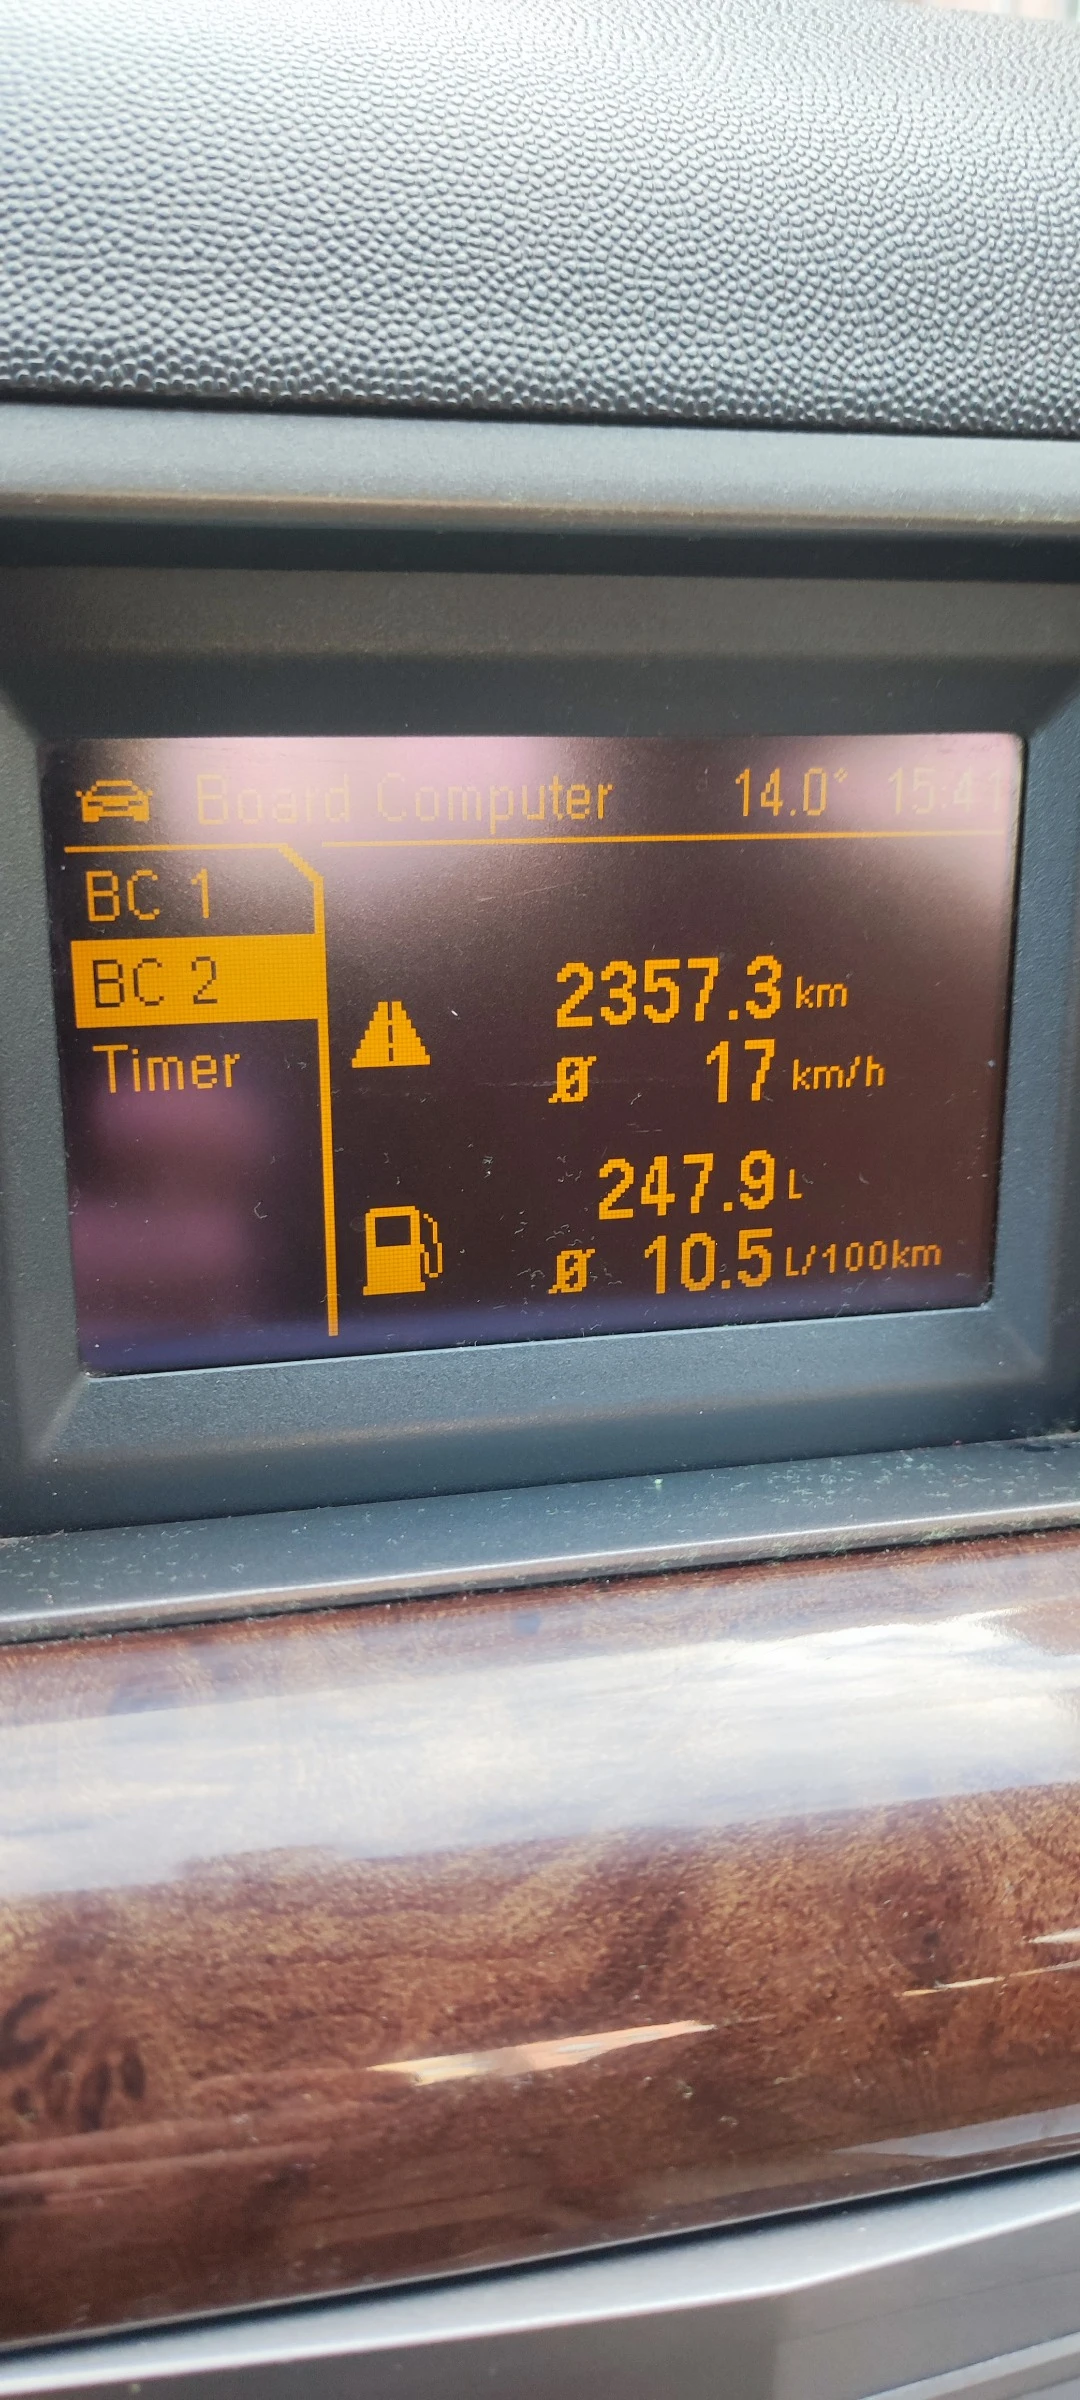 Board Computer 14.0° 15:41
BC 1
BC 2
Timer
2357.3 km
Ø 17 km/h
247.9 L
Ø 10.5 L/100km